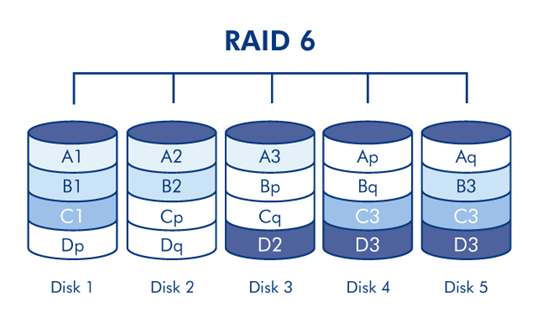 RAID 6
A1 A2 A3 Ap Aq
B1 B2 Bp Bq B3
C1 Cp Cq C3 C3
Dp Dq D2 D3 D3
Disk 1 Disk 2 Disk 3 Disk 4 Disk 5